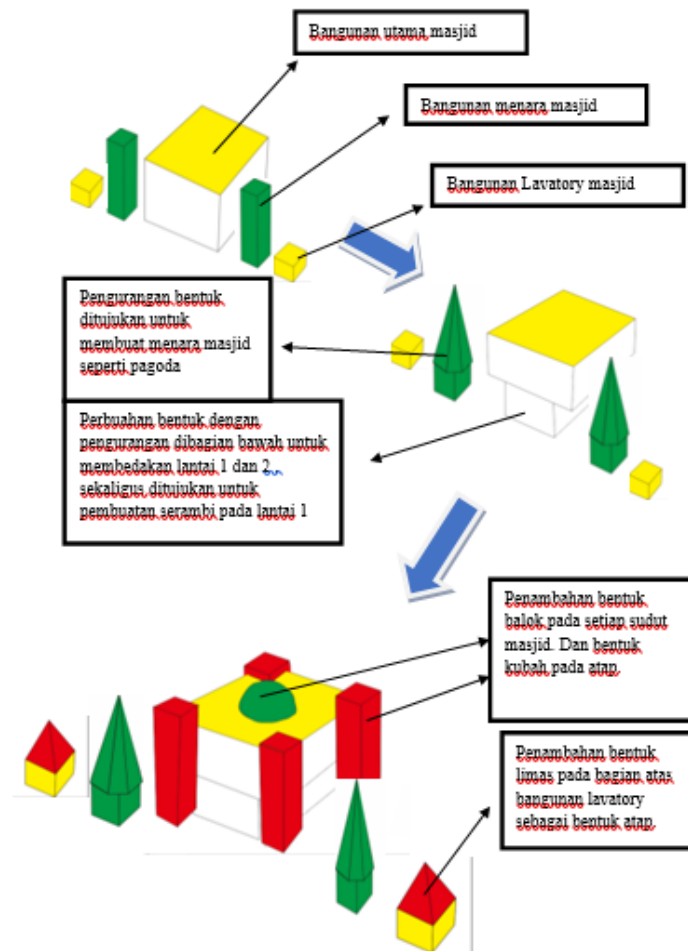 Bangunan utama masjid
Bangunan menara masjid
Bangunan Lavatory masjid
Pengurangan bentuk
ditujukan untuk
membuat menara masjid
seperti pagoda
Perbuahan bentuk dengan
pengurangan dibagian bawah untuk
membedakan lantai 1 dan 2.,
sekaligus ditujukan untuk
pembuatan serambi pada lantai 1
Penambahan bentuk
balok pada setiap sudut
masjid. Dan bentuk
kubah pada atap.
Penambahan bentuk
limas pada bagian atas
bangunan lavatory
sebagai bentuk atap.